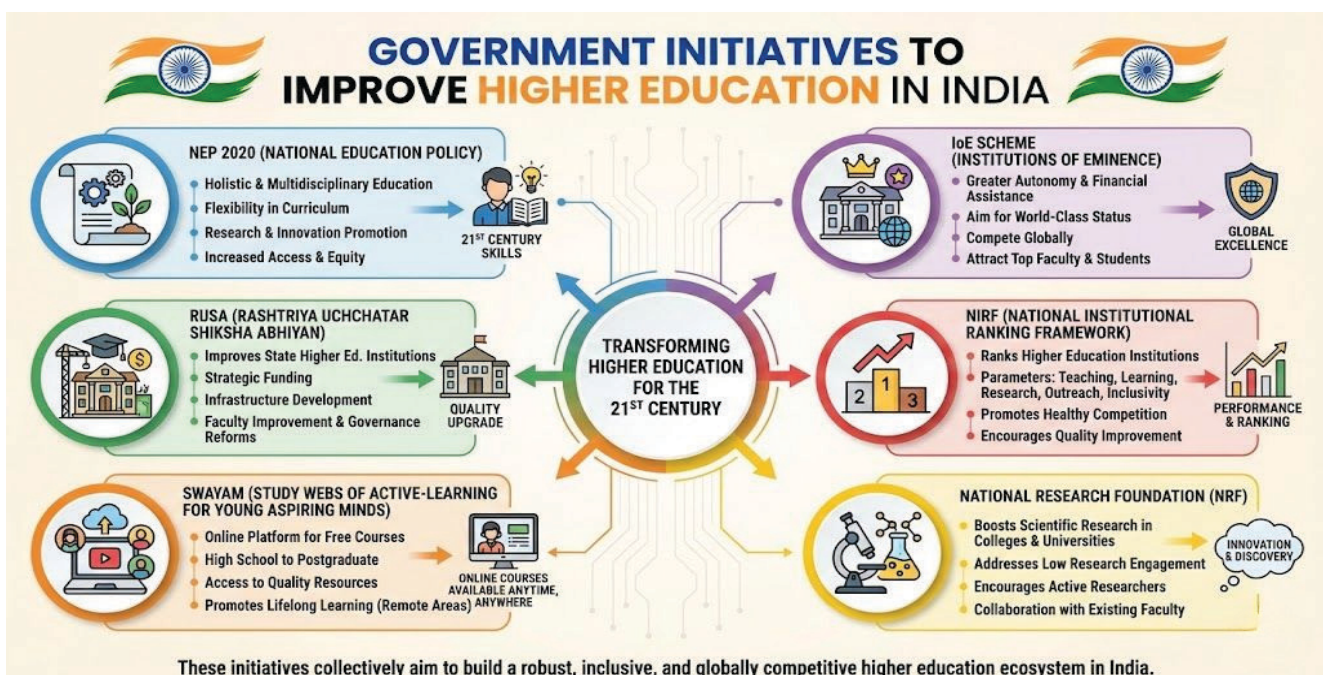 GOVERNMENT INITIATIVES TO
IMPROVE HIGHER EDUCATION IN INDIA
NEP 2020 (NATIONAL EDUCATION POLICY)
• Holistic & Multidisciplinary Education
• Flexibility in Curriculum
• Research & Innovation Promotion
• Increased Access & Equity
21ST CENTURY
SKILLS
IoE SCHEME
(INSTITUTIONS OF EMINENCE)
• Greater Autonomy & Financial
Assistance
• Aim for World-Class Status
• Compete Globally
• Attract Top Faculty & Students
GLOBAL
EXCELLENCE
RUSA (RASHTRIYA UCHCHATAR
SHIKSHA ABHIYAN)
• Improves State Higher Ed. Institutions
• Strategic Funding
• Infrastructure Development
• Faculty Improvement & Governance
Reforms
$
QUALITY
UPGRADE
TRANSFORMING
HIGHER EDUCATION
FOR THE
21ST CENTURY
NIRF (NATIONAL INSTITUTIONAL
RANKING FRAMEWORK)
• Ranks Higher Education Institutions
• Parameters: Teaching, Learning,
Research, Outreach, Inclusivity
• Promotes Healthy Competition
• Encourages Quality Improvement
2 1 3
PERFORMANCE
& RANKING
SWAYAM (STUDY WEBS OF ACTIVE-LEARNING
FOR YOUNG ASPIRING MINDS)
• Online Platform for Free Courses
• High School to Postgraduate
• Access to Quality Resources
• Promotes Lifelong Learning (Remote Areas)
ONLINE COURSES
AVAILABLE ANYTIME,
ANYWHERE
NATIONAL RESEARCH FOUNDATION (NRF)
• Boosts Scientific Research in
Colleges & Universities
• Addresses Low Research Engagement
• Encourages Active Researchers
• Collaboration with Existing Faculty
INNOVATION
& DISCOVERY
These initiatives collectively aim to build a robust, inclusive, and globally competitive higher education ecosystem in India.